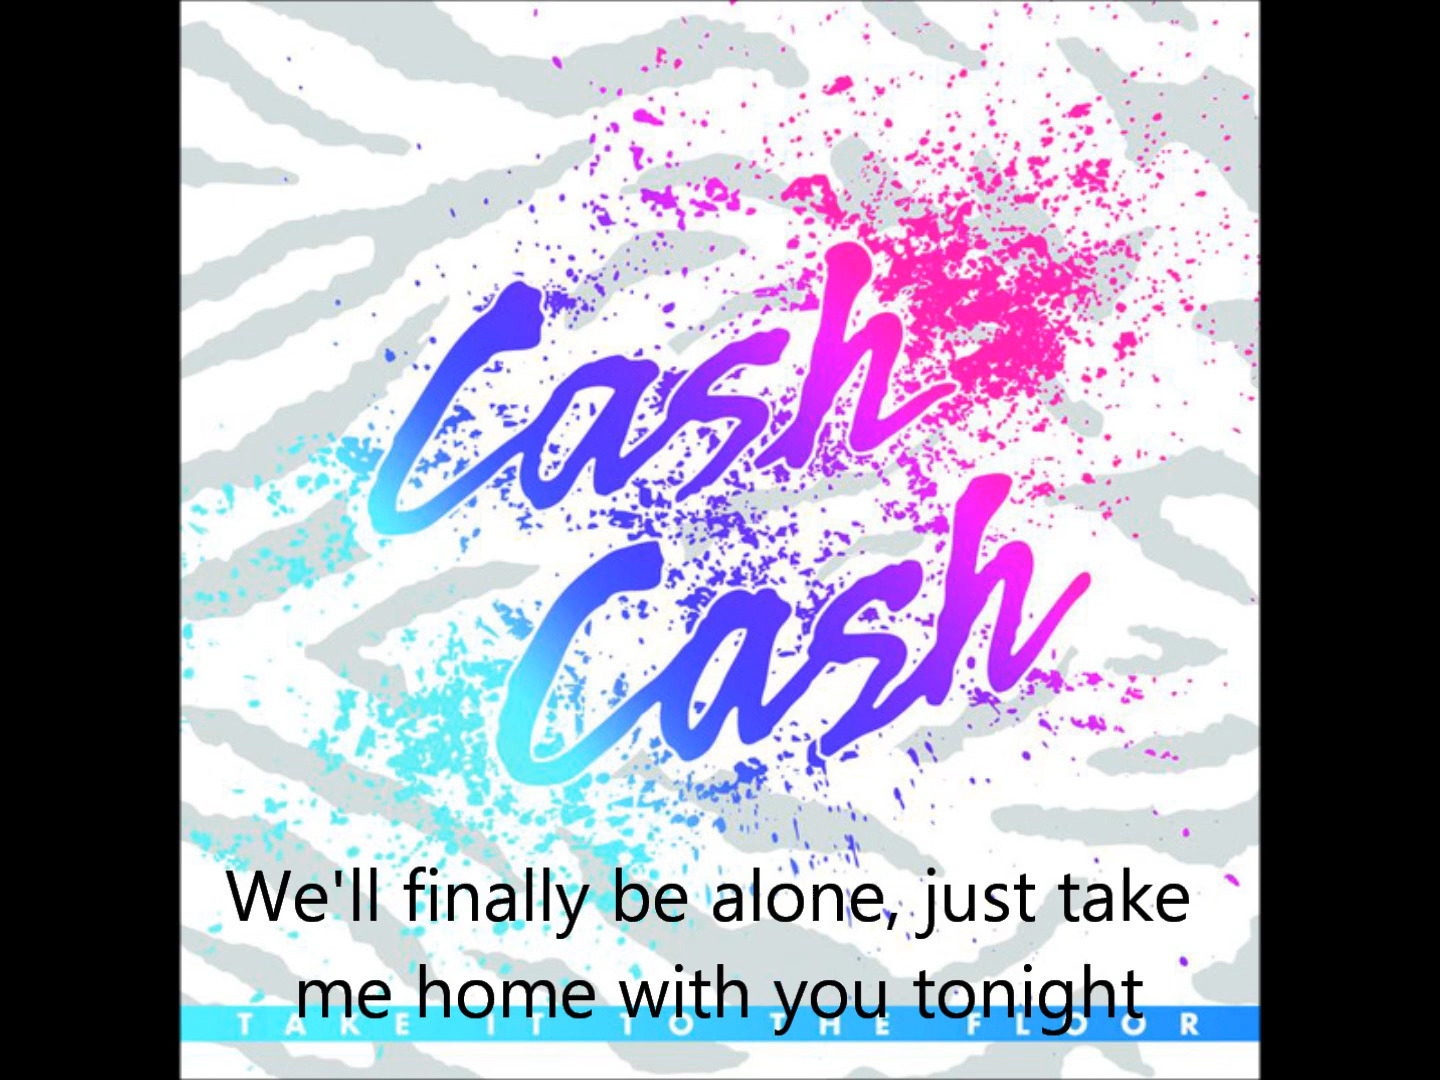 Cash
Cash
We'll finally be alone, just take
me home with you tonight
TAKE IT TO THE FLOOR